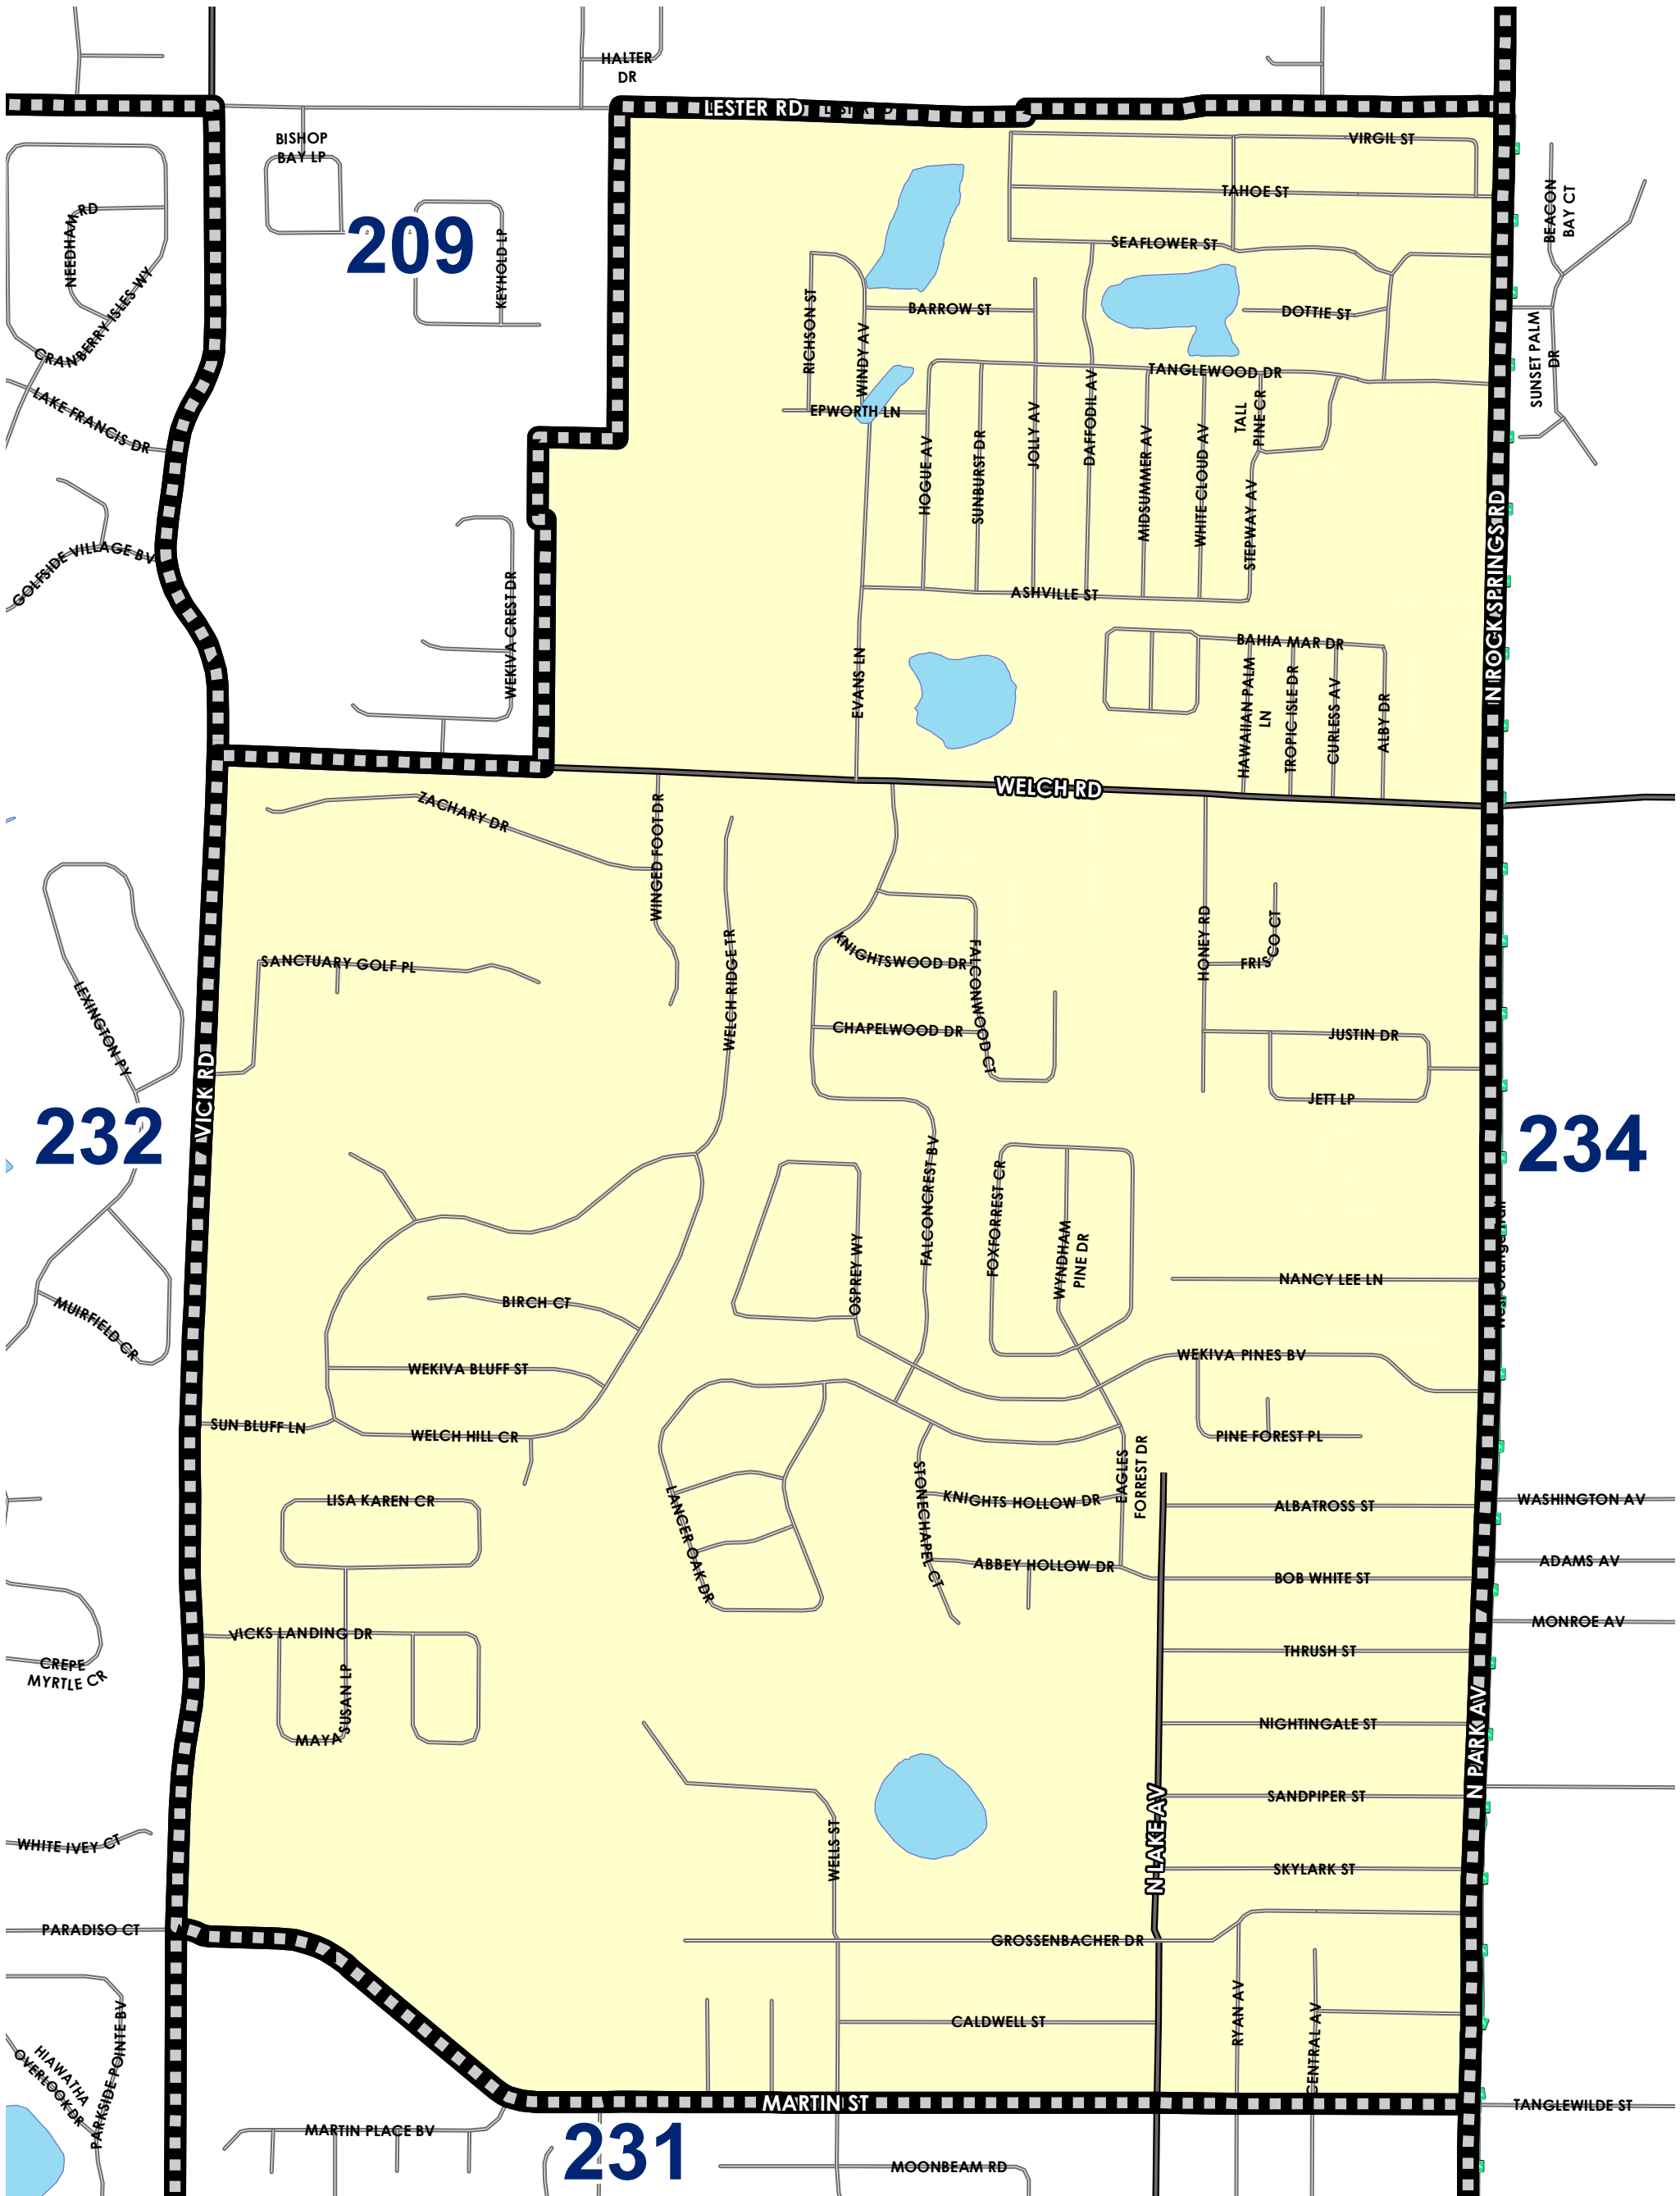 HALTER
DR
LESTER RD
BISHOP
BAY LP
VIRGIL ST
TAHOE ST
BEACON
BAY CT
NEEDHAM RD
209
KEYHOLD LP
SEAFLOWER ST
CRANBERRY ISLES WY
RICHSON ST
WINDY AV
BARROW ST
DOTTIE ST
SUNSET PALM
DR
TANGLEWOOD DR
LAKE FRANCIS DR
EPWORTH LN
HOGUE AV
SUNBURST DR
JOLLY AV
DAFFODIL AV
MIDSUMMER AV
WHITE CLOUD AV
TALL
PINE CR
STEPWAY AV
N ROCK SPRINGS RD
GOLFSIDE VILLAGE BV
WEKIVA CREST DR
ASHVILLE ST
EVANS LN
BAHIA MAR DR
HAWAIIAN PALM
LN
TROPIC ISLE DR
CURLESS AV
ALBY DR
WELCH RD
ZACHARY DR
WINGED FOOT DR
WELCH RIDGE TR
KNIGHTSWOOD DR
FALCONWOOD CT
HONEY RD
FRISCO CT
SANCTUARY GOLF PL
LEXINGTON PY
CHAPELWOOD DR
JUSTIN DR
JETT LP
VICK RD
232
234
FALCONCREST BV
OSPREY WY
FOXFORREST CR
WYNDHAM
PINE DR
West Orange Trail
NANCY LEE LN
MUIRFIELD CR
BIRCH CT
WEKIVA BLUFF ST
WEKIVA PINES BV
SUN BLUFF LN
WELCH HILL CR
PINE FOREST PL
LISA KAREN CR
LANCER OAK DR
STONECHAPEL CT
KNIGHTS HOLLOW DR
EAGLES
FORREST DR
ALBATROSS ST
WASHINGTON AV
ABBEY HOLLOW DR
BOB WHITE ST
ADAMS AV
MONROE AV
VICKS LANDING DR
THRUSH ST
CREPE
MYRTLE CR
SUSAN LP
MAYA
NIGHTINGALE ST
N PARK AV
SANDPIPER ST
WHITE IVEY CT
WELLS ST
N LAKE AV
SKYLARK ST
PARADISO CT
GROSSENBACHER DR
CALDWELL ST
RYAN AV
CENTRAL AV
HIAWATHA
OVERLOOK DR
PARKSIDE POINTE BV
MARTIN ST
TANGLEWILDE ST
MARTIN PLACE BV
231
MOONBEAM RD